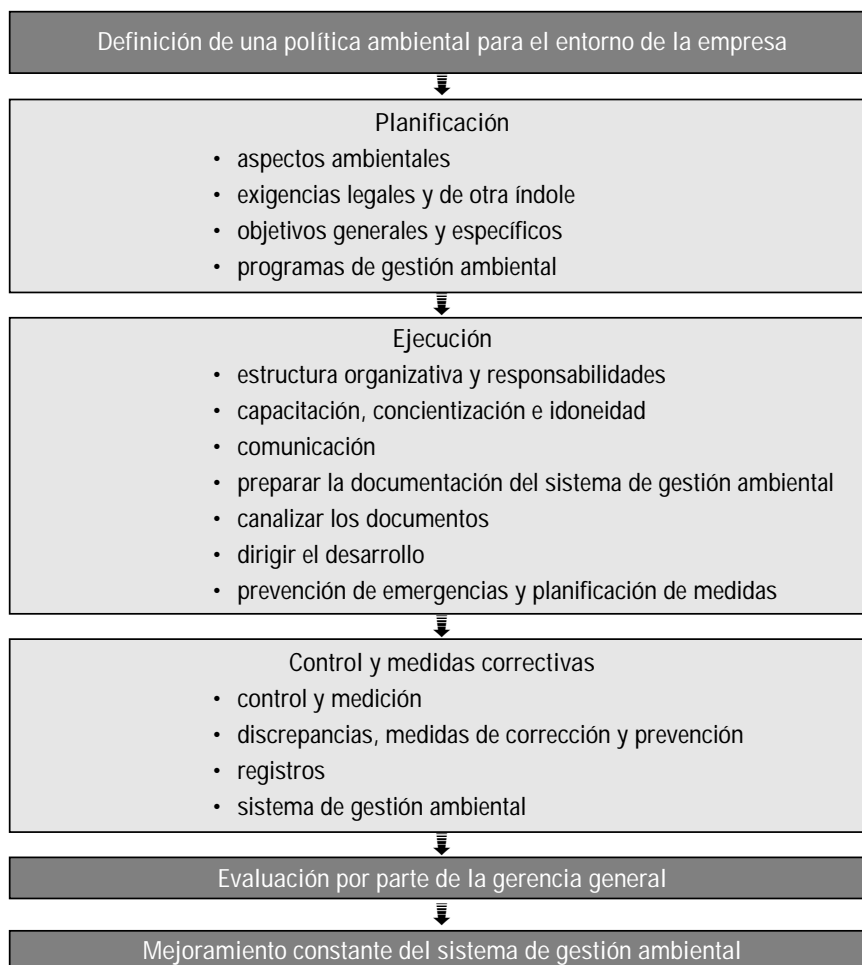 Definición de una política ambiental para el entorno de la empresa
Planificación
• aspectos ambientales
• exigencias legales y de otra índole
• objetivos generales y específicos
• programas de gestión ambiental
Ejecución
• estructura organizativa y responsabilidades
• capacitación, concientización e idoneidad
• comunicación
• preparar la documentación del sistema de gestión ambiental
• canalizar los documentos
• dirigir el desarrollo
• prevención de emergencias y planificación de medidas
Control y medidas correctivas
• control y medición
• discrepancias, medidas de corrección y prevención
• registros
• sistema de gestión ambiental
Evaluación por parte de la gerencia general
Mejoramiento constante del sistema de gestión ambiental